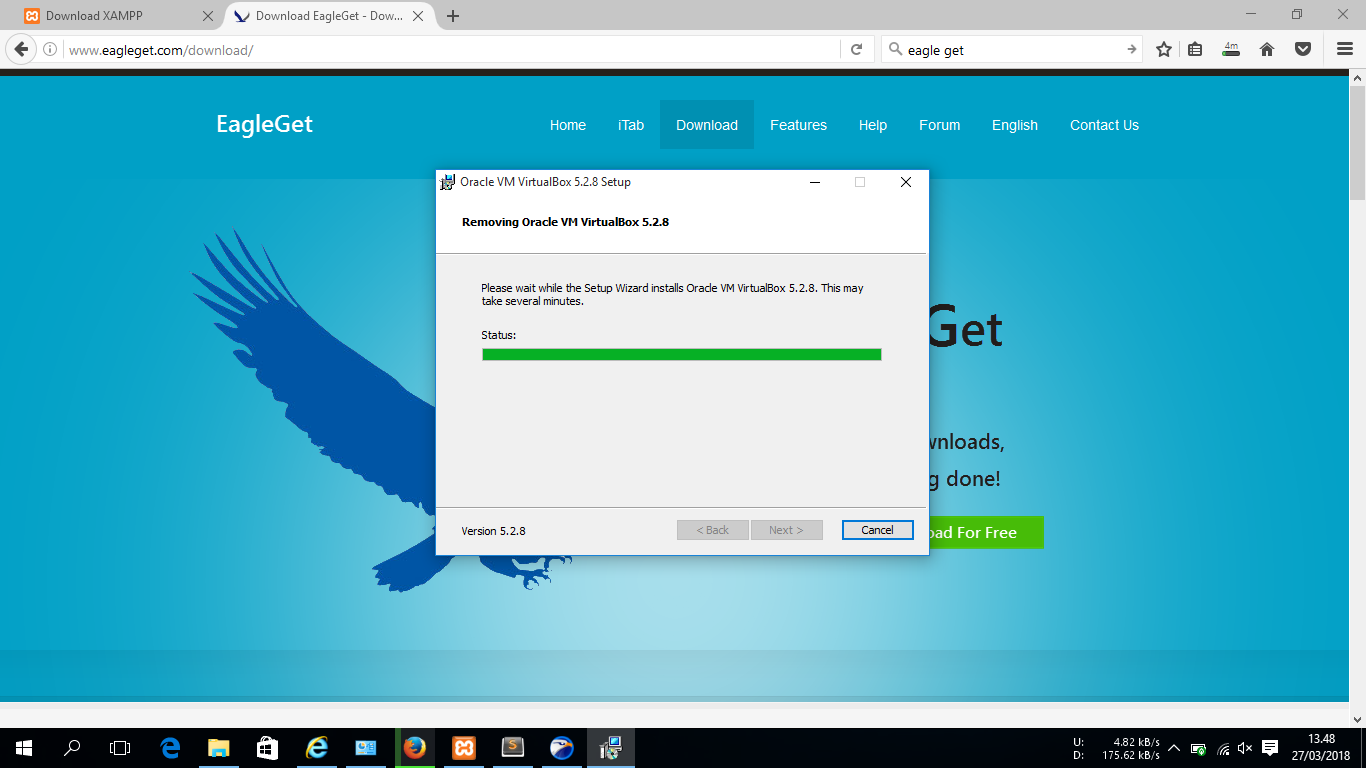 Download XAMPP
Download EagleGet - Dow...
www.eagleget.com/download/
eagle get
4m
EagleGet
Home
iTab
Download
Features
Help
Forum
English
Contact Us
Oracle VM VirtualBox 5.2.8 Setup
Removing Oracle VM VirtualBox 5.2.8
Please wait while the Setup Wizard installs Oracle VM VirtualBox 5.2.8. This may
take several minutes.
Status:
Get
wnloads,
g done!
oad For Free
Version 5.2.8
< Back
Next >
Cancel
U: 4.82 kB/s
D: 175.62 kB/s
13.48
27/03/2018